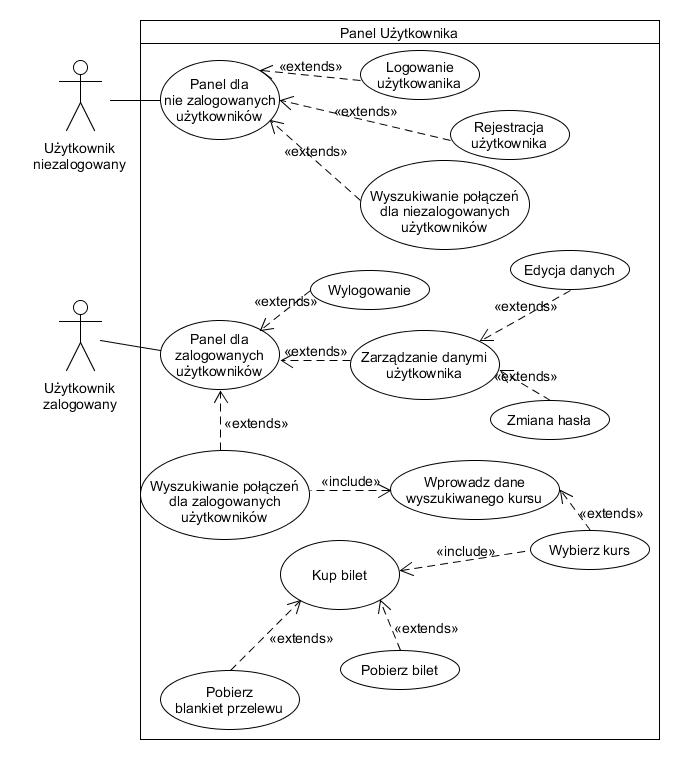 Panel Użytkownika
Panel dla
nie zalogowanych
użytkowników
«extends»
Logowanie
użytkowanika
«extends»
Rejestracja
użytkownika
«extends»
Wyszukiwanie połączeń
dla niezalogowanych
użytkowników
Użytkownik
niezalogowany
Edycja danych
«extends»
Wylogowanie
«extends»
Panel dla
zalogowanych
użytkowników
«extends»
Zarządzanie danymi
użytkownika
«extends»
Zmiana hasła
Użytkownik
zalogowany
«extends»
Wyszukiwanie połączeń
dla zalogowanych
użytkowników
«include»
Wprowadz dane
wyszukiwanego kursu
«extends»
Wybierz kurs
«include»
Kup bilet
«extends»
«extends»
Pobierz bilet
Pobierz
blankiet przelewu